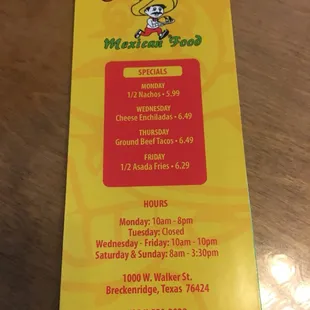 Mexican Food
SPECIALS
MONDAY
1/2 Nachos • 5.99
WEDNESDAY
Cheese Enchiladas • 6.49
THURSDAY
Ground Beef Tacos • 6.49
FRIDAY
1/2 Asada Fries • 6.29
HOURS
Monday: 10am - 8pm
Tuesday: Closed
Wednesday - Friday: 10am - 10pm
Saturday & Sunday: 8am - 3:30pm
1000 W. Walker St.
Breckenridge, Texas 76424